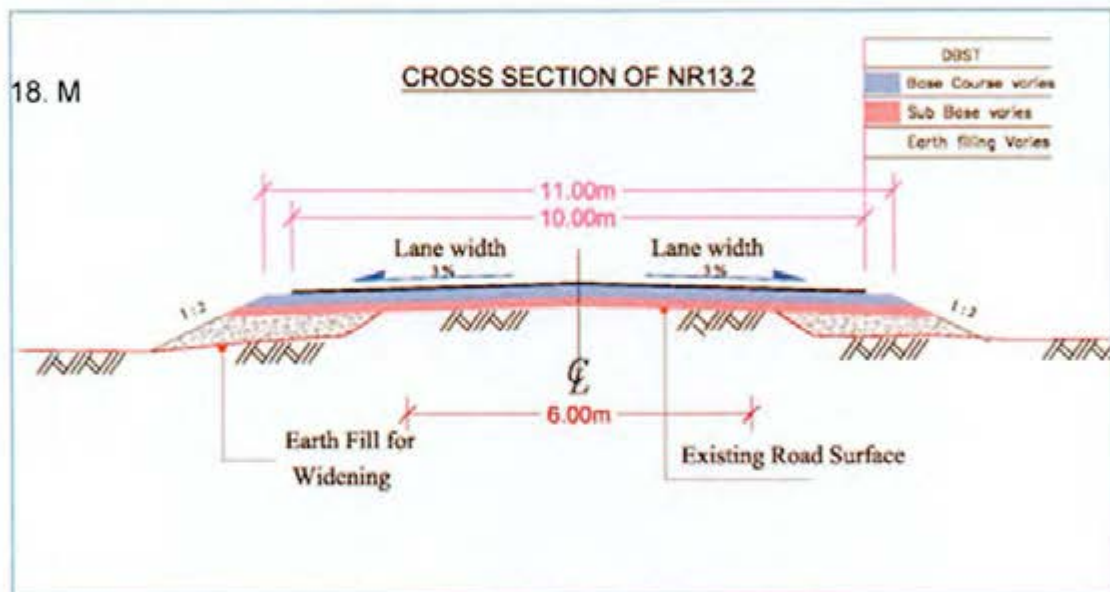 18. M
CROSS SECTION OF NR13.2
DBST
Base Course varies
Sub Base varies
Earth filling Varies
11.00m
10.00m
Lane width
3%
Lane width
3%
1:2
1:2
CL
6.00m
Earth Fill for
Widening
Existing Road Surface